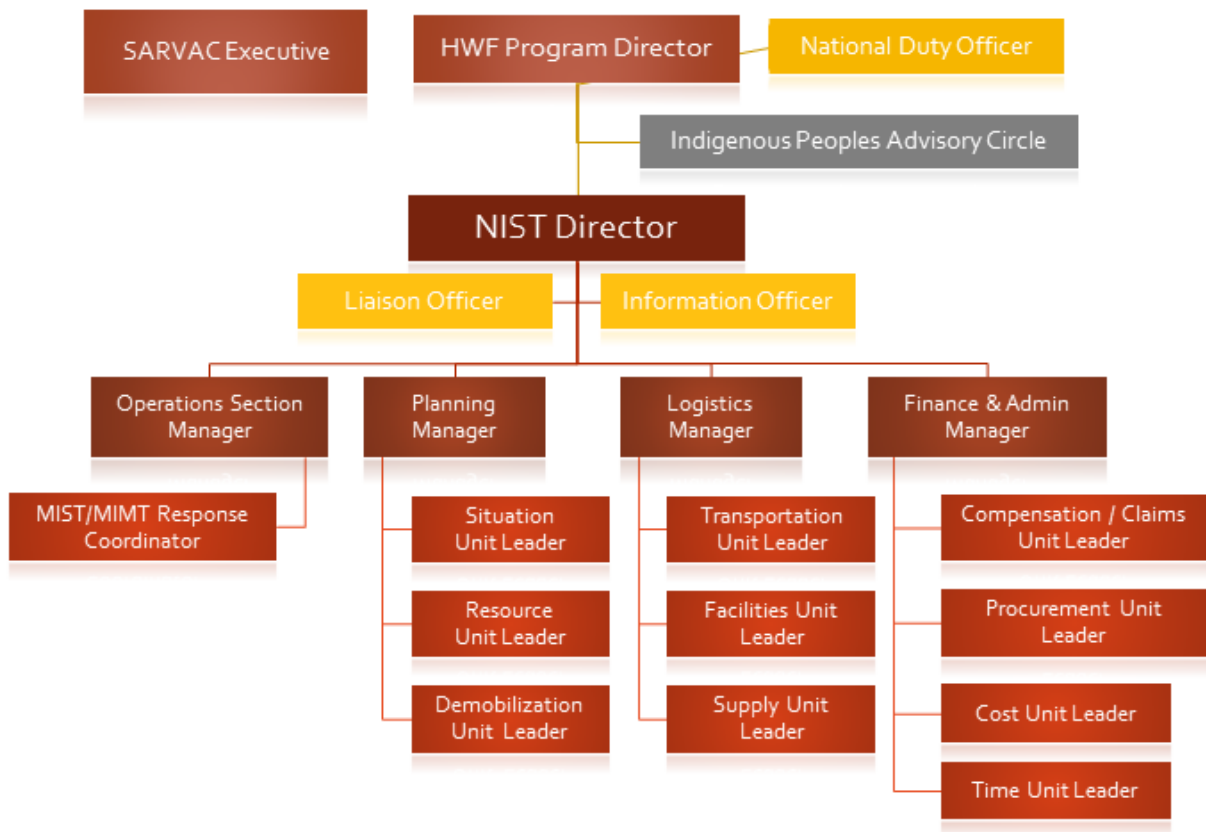 SARVAC Executive
HWF Program Director
National Duty Officer
Indigenous Peoples Advisory Circle
NIST Director
Liaison Officer
Information Officer
Operations Section
Manager
Planning
Manager
Logistics
Manager
Finance & Admin
Manager
MIST/MIMT Response
Coordinator
Situation
Unit Leader
Resource
Unit Leader
Demobilization
Unit Leader
Transportation
Unit Leader
Facilities Unit
Leader
Supply Unit
Leader
Compensation / Claims
Unit Leader
Procurement Unit
Leader
Cost Unit Leader
Time Unit Leader